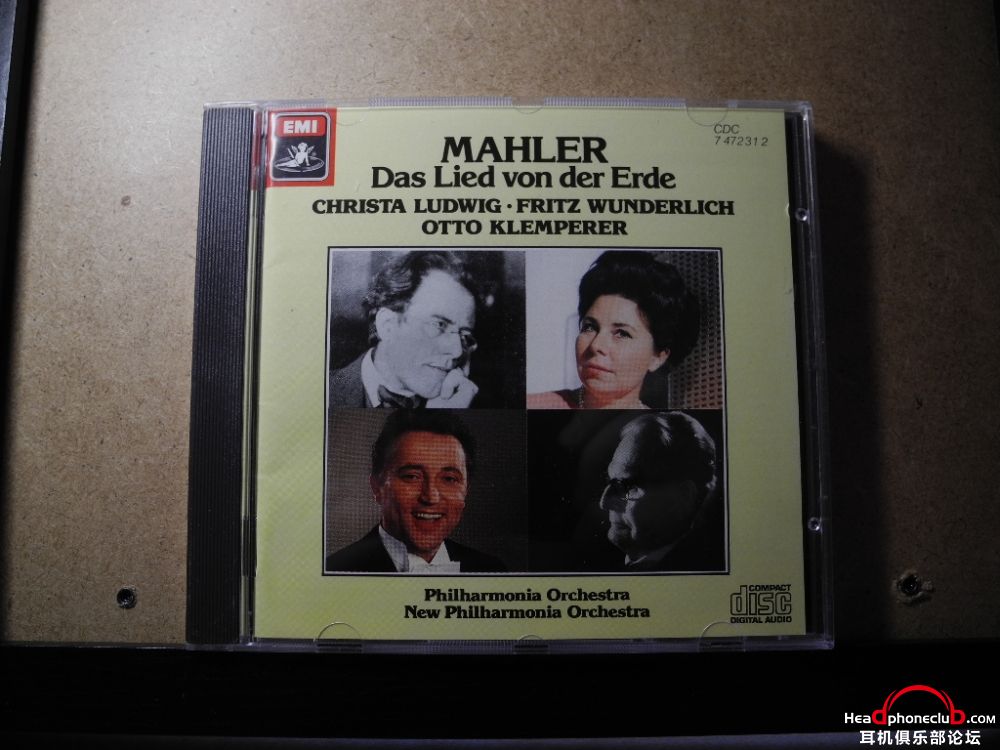 EMI
MAHLER
Das Lied von der Erde
CHRISTA LUDWIG · FRITZ WUNDERLICH
OTTO KLEMPERER
CDC
7 47231 2
Philharmonia Orchestra
New Philharmonia Orchestra
COMPACT
disc
DIGITAL AUDIO
HeadphoneclubD.com
耳机俱乐部论坛